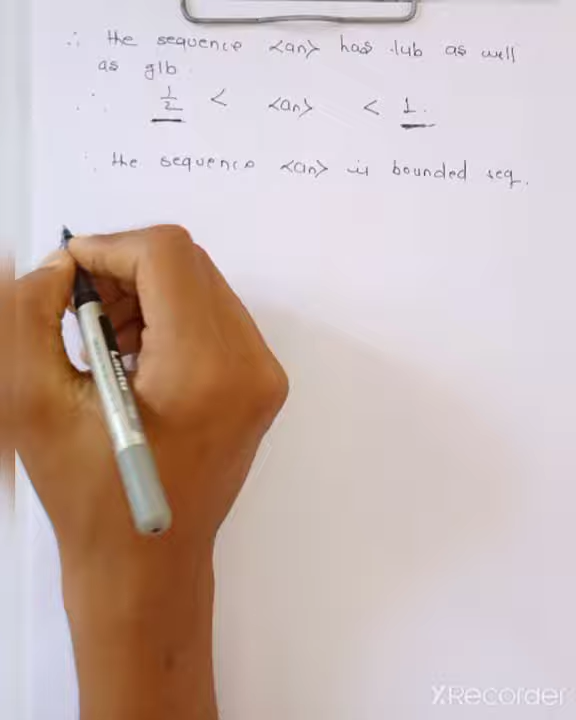 ∴ the sequence <an> has lub as well
as glb.
∴ 1/2 < <an> < 1.
∴ the sequence <an> is bounded seq.
XRecorder